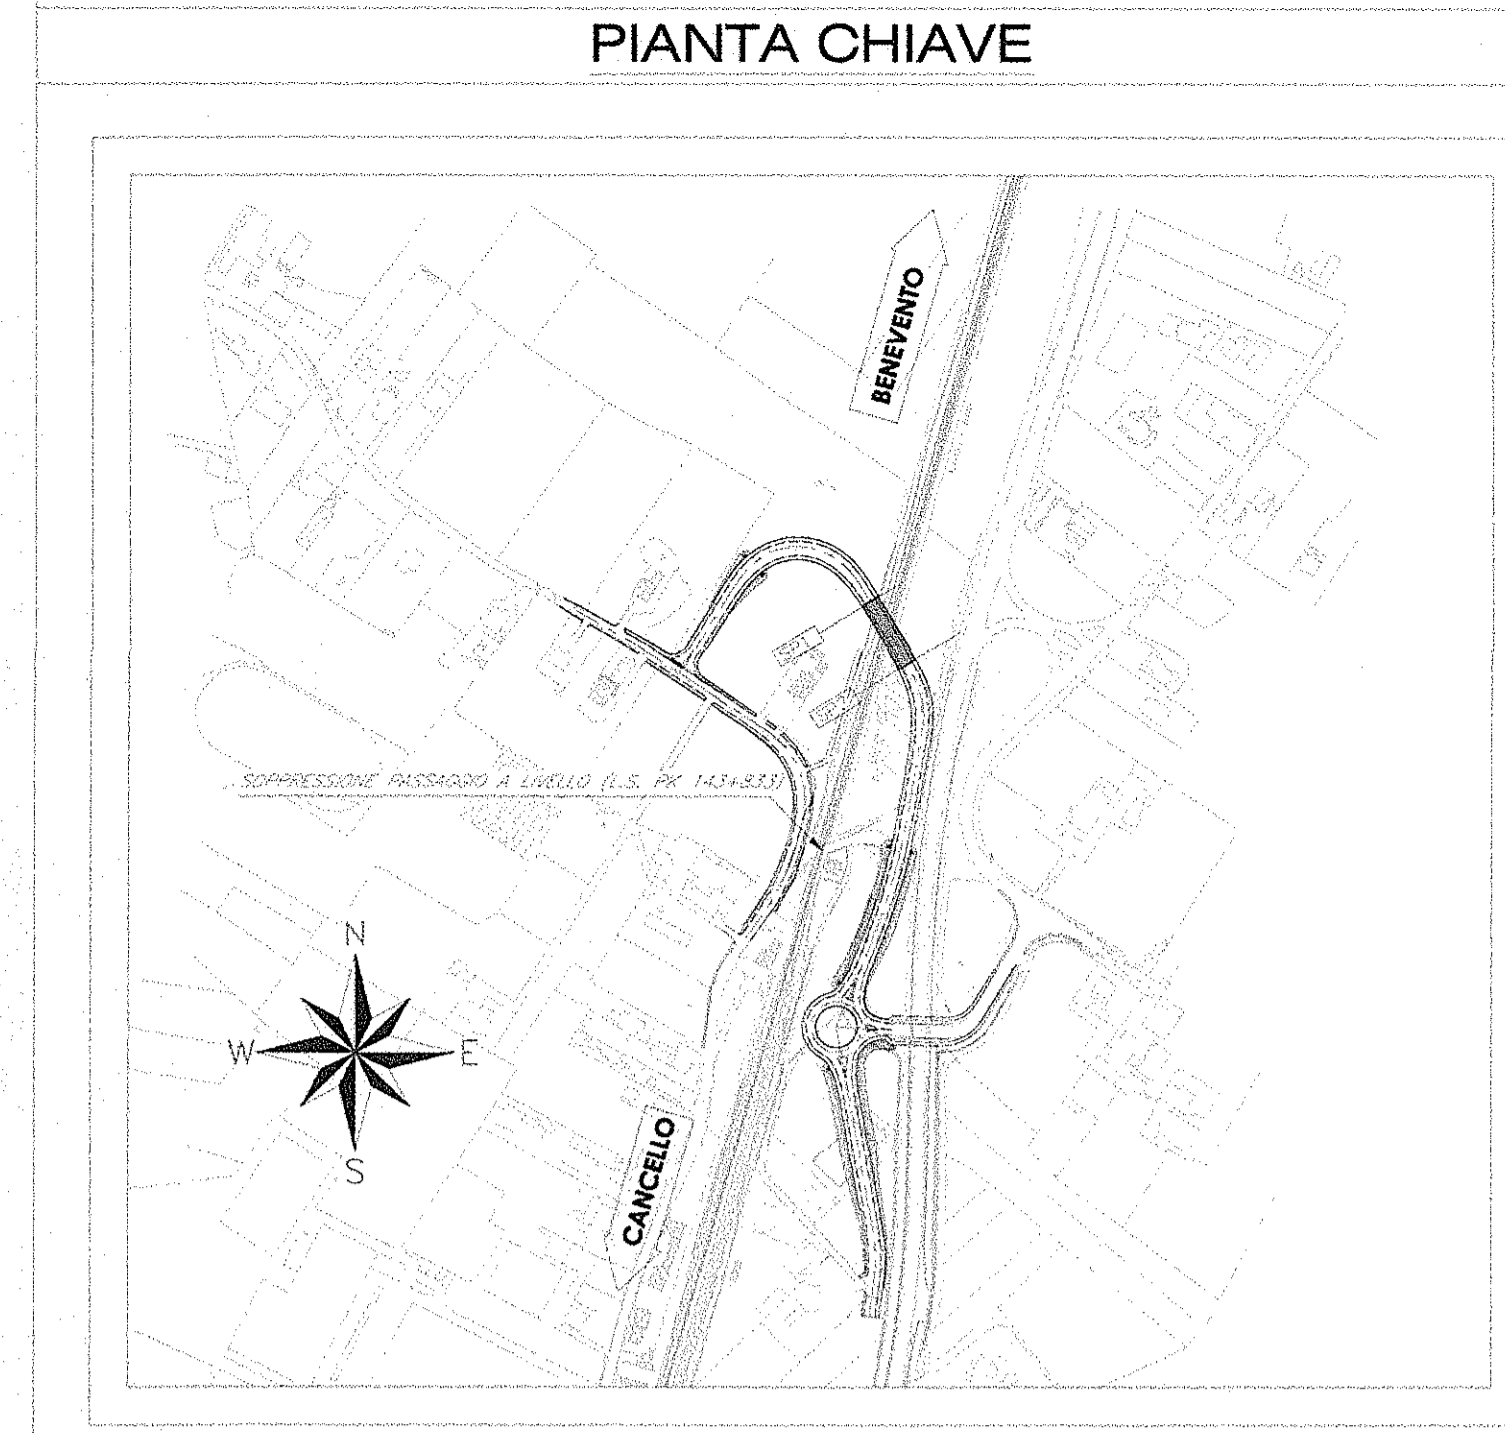 PIANTA CHIAVE
BENEVENTO
SOPPRESSIONE PASSAGGIO A LIVELLO (L.S. PK 143+933)
N
W
E
S
CANCELLO